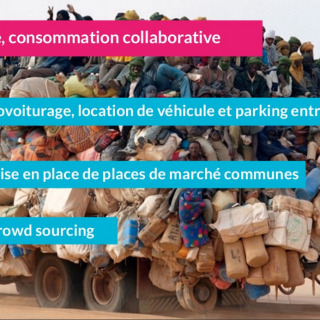 , consommation collaborative
ovoiturage, location de véhicule et parking entr
ise en place de places de marché communes
rowd sourcing